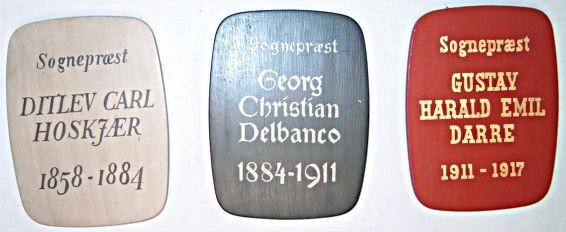 Sognepræst
DITLEV CARL
HOSKJÆR
1858-1884
Sognepræst
Georg
Christian
Delbanco
1884-1911
Sognepræst
GUSTAV
HARALD EMIL
DARRE
1911-1917